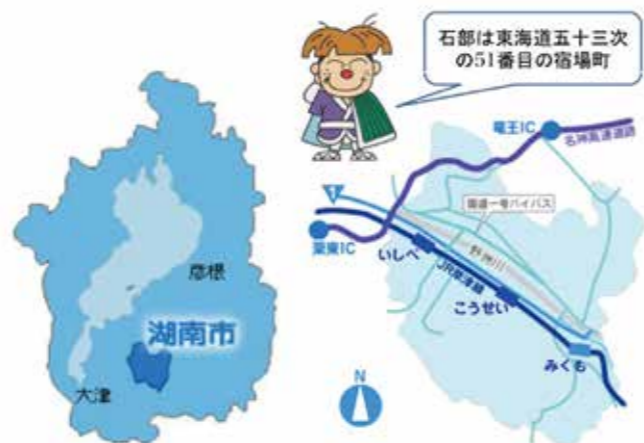 石部は東海道五十三次
の51番目の宿場町
竜王IC
名神高速道路
1
国道一号バイパス
栗東IC
いしべ
野洲川
JR草津線
こうせい
みくも
彦根
湖南市
大津
N